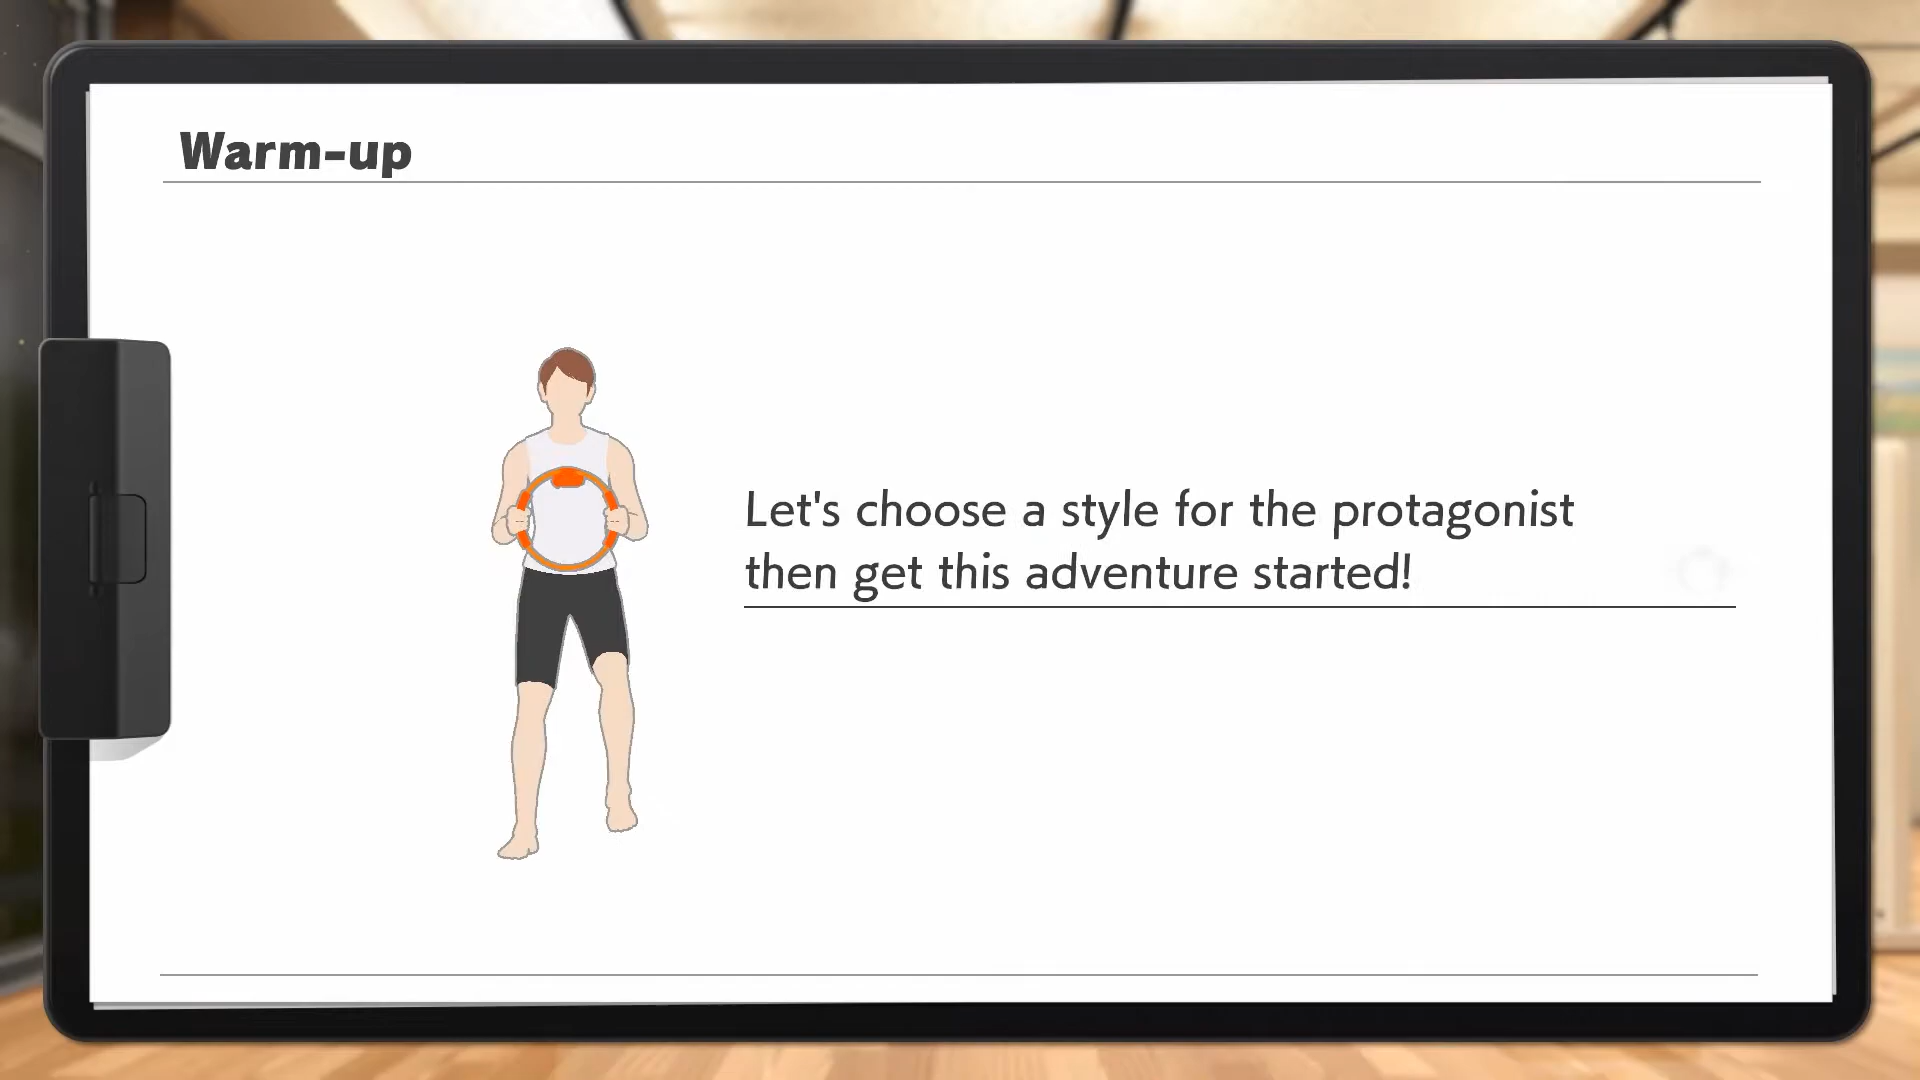 Warm-up
Let's choose a style for the protagonist
then get this adventure started!